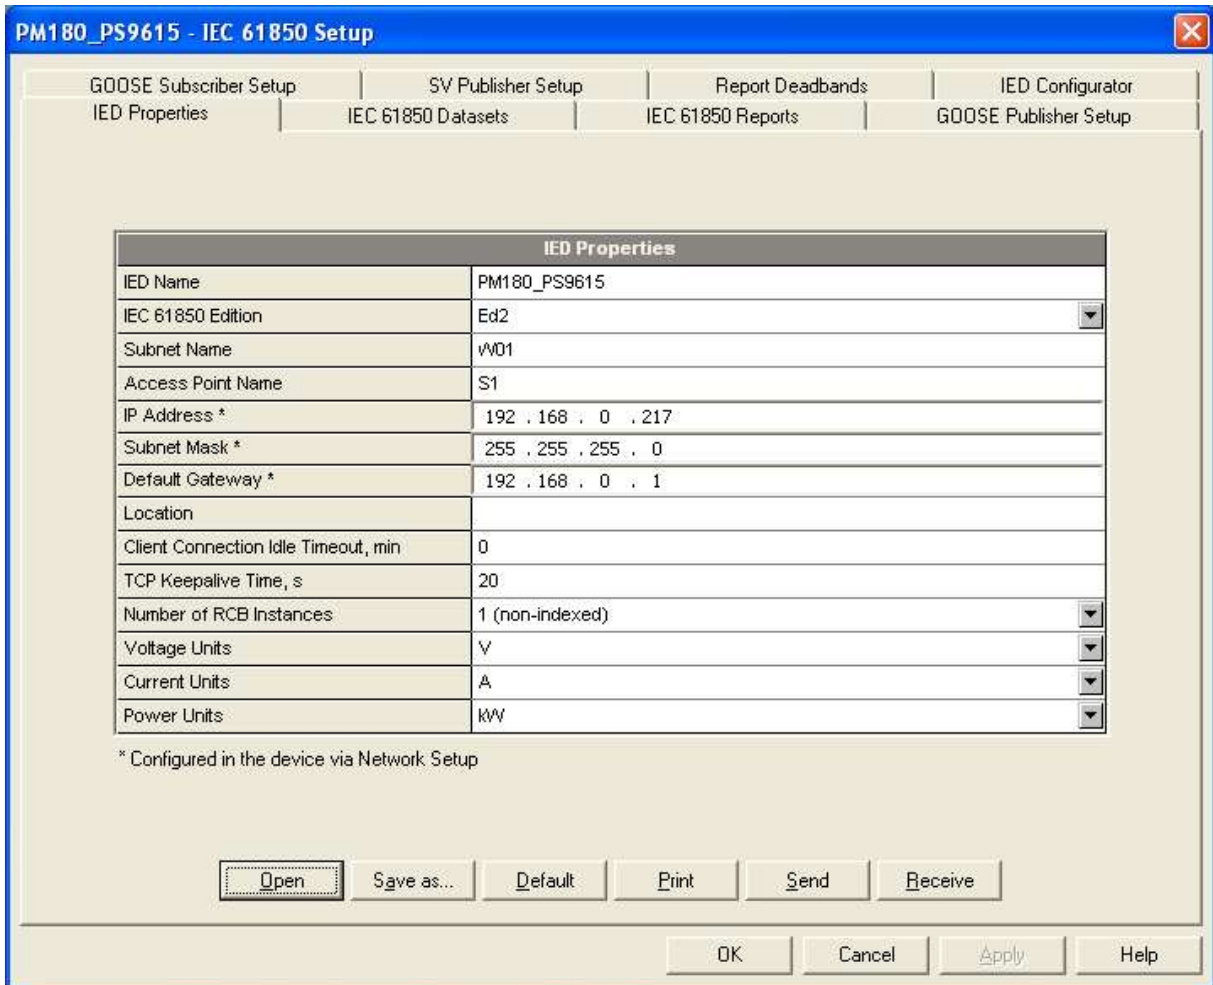 PM180_PS9615 - IEC 61850 Setup
GOOSE Subscriber Setup SV Publisher Setup Report Deadbands IED Configurator
IED Properties IEC 61850 Datasets IEC 61850 Reports GOOSE Publisher Setup
IED Properties
IED Name PM180_PS9615
IEC 61850 Edition Ed2
Subnet Name W01
Access Point Name S1
IP Address * 192 . 168 . 0 . 217
Subnet Mask * 255 . 255 . 255 . 0
Default Gateway * 192 . 168 . 0 . 1
Location
Client Connection Idle Timeout, min 0
TCP Keepalive Time, s 20
Number of RCB Instances 1 (non-indexed)
Voltage Units V
Current Units A
Power Units kW
* Configured in the device via Network Setup
Open Save as... Default Print Send Receive
OK Cancel Apply Help